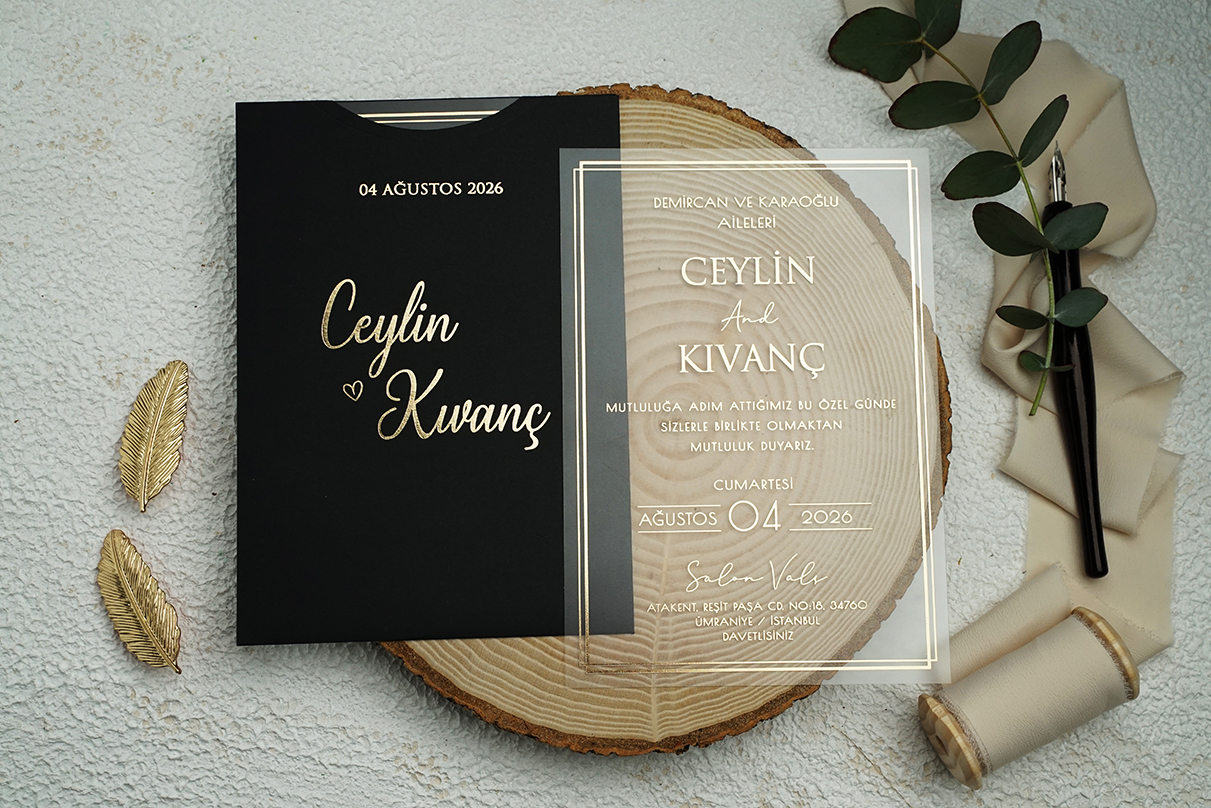 04 AĞUSTOS 2026
Ceylin
Kıvanç
DEMİRCAN VE KARAOĞLU
AİLELERİ
CEYLİN
And
KIVANÇ
MUTLULUĞA ADIM ATTIĞIMIZ BU ÖZEL GÜNDE
SİZLERLE BİRLİKTE OLMAKTAN
MUTLULUK DUYARIZ.
CUMARTESİ
AĞUSTOS 04 2026
Salon Vals
ATAKENT, REŞİT PAŞA CD. NO:18, 34760
ÜMRANİYE / İSTANBUL
DAVETLİSİNİZ